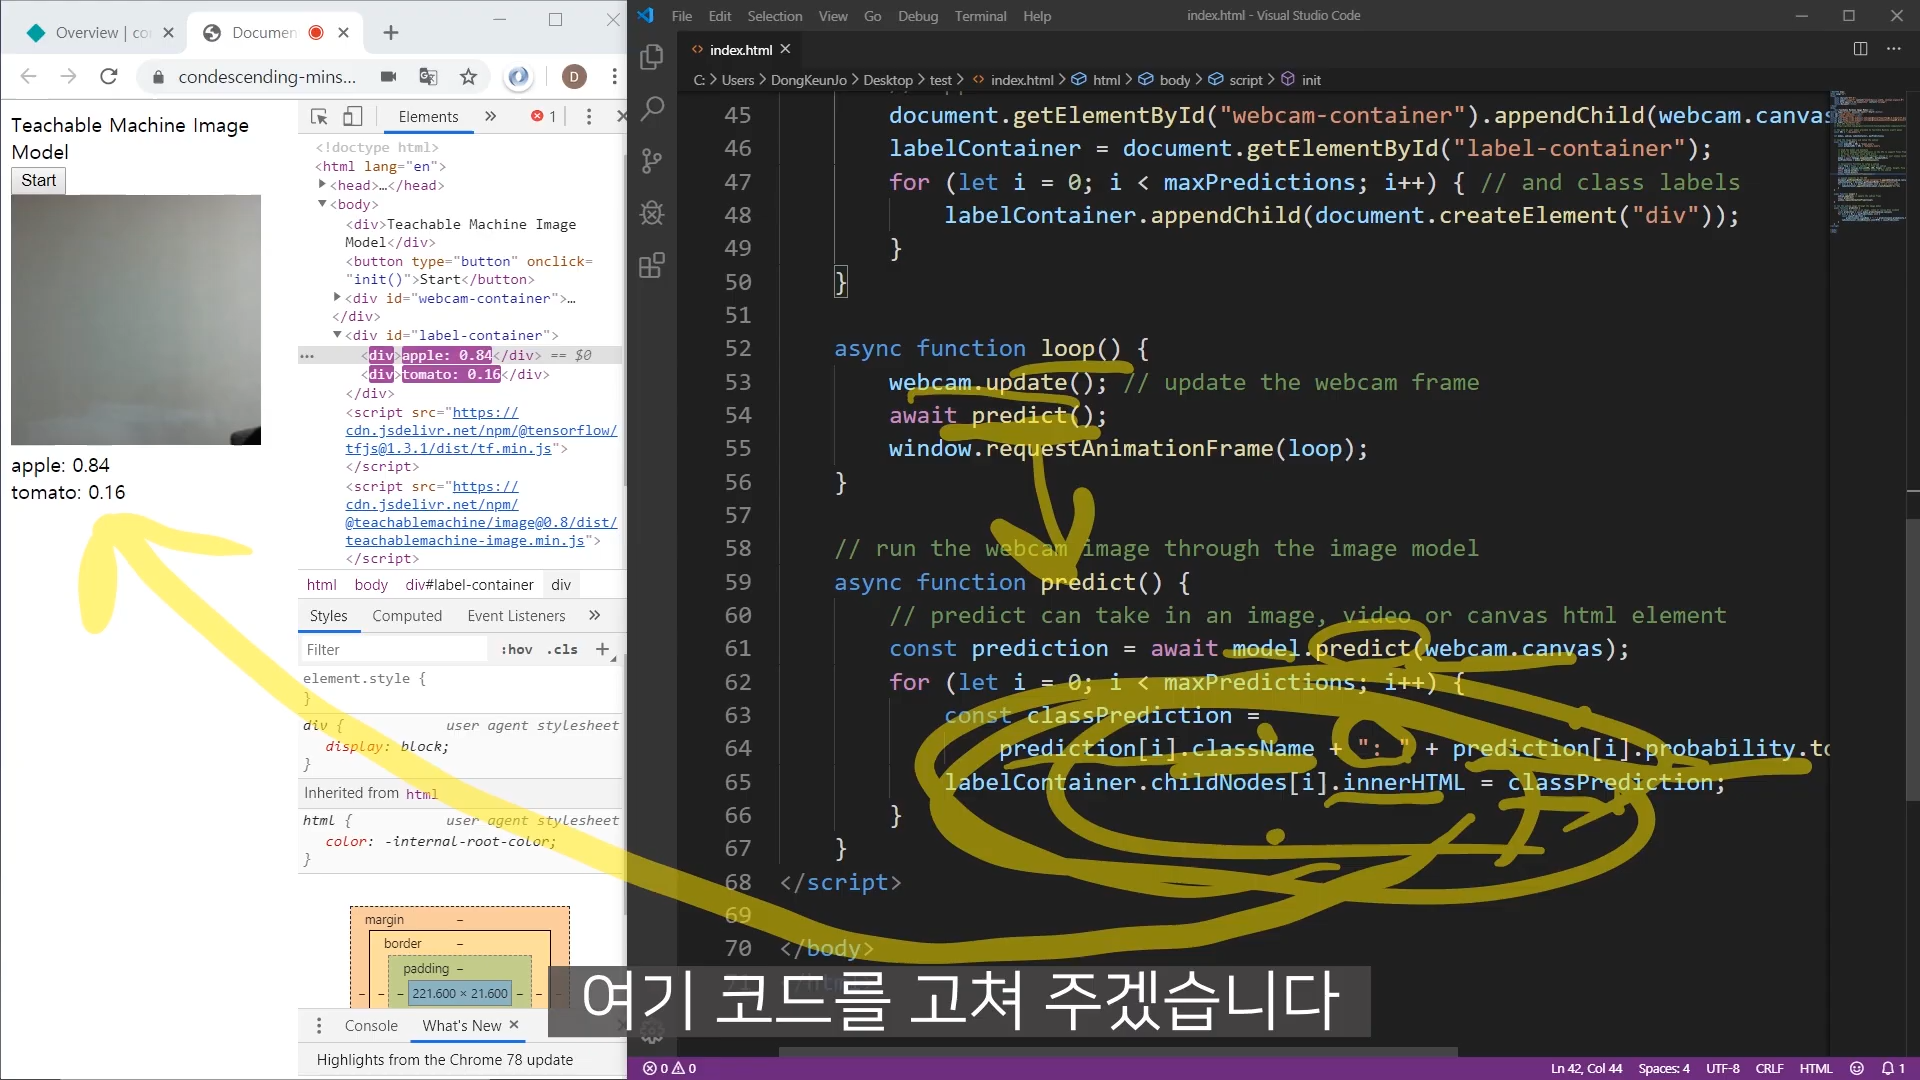 Overview | co
Documen
condescending-mins...
D
Teachable Machine Image
Model
Start
apple: 0.84
tomato: 0.16
Elements
1
<!doctype html>
<html lang="en">
<head>…</head>
<body>
<div>Teachable Machine Image
Model</div>
<button type="button" onclick=
"init()">Start</button>
<div id="webcam-container">…
</div>
<div id="label-container">
<div>apple: 0.84</div> == $0
<div>tomato: 0.16</div>
</div>
<script src="https://
cdn.jsdelivr.net/npm/@tensorflow/
tfjs@1.3.1/dist/tf.min.js">
</script>
<script src="https://
cdn.jsdelivr.net/npm/
@teachablemachine/image@0.8/dist/
teachablemachine-image.min.js">
</script>
html body div#label-container div
Styles Computed Event Listeners
Filter :hov .cls +
element.style {
}
div { user agent stylesheet
display: block;
}
Inherited from html
html { user agent stylesheet
color: -internal-root-color;
}
margin –
border –
padding –
– – – 221.600 × 21.600 – – –
Console What's New
Highlights from the Chrome 78 update
File Edit Selection View Go Debug Terminal Help
index.html - Visual Studio Code
index.html
C: > Users > DongKeunJo > Desktop > test > index.html > html > body > script > init
45 document.getElementById("webcam-container").appendChild(webcam.canvas
46 labelContainer = document.getElementById("label-container");
47 for (let i = 0; i < maxPredictions; i++) { // and class labels
48 labelContainer.appendChild(document.createElement("div"));
49 }
50 }
51
52 async function loop() {
53 webcam.update(); // update the webcam frame
54 await predict();
55 window.requestAnimationFrame(loop);
56 }
57
58 // run the webcam image through the image model
59 async function predict() {
60 // predict can take in an image, video or canvas html element
61 const prediction = await model.predict(webcam.canvas);
62 for (let i = 0; i < maxPredictions; i++) {
63 const classPrediction =
64 prediction[i].className + ": " + prediction[i].probability.to
65 labelContainer.childNodes[i].innerHTML = classPrediction;
66 }
67 }
68 </script>
69
70 </body>
여기 코드를 고쳐 주겠습니다
0 0
Ln 42, Col 44 Spaces: 4 UTF-8 CRLF HTML 1